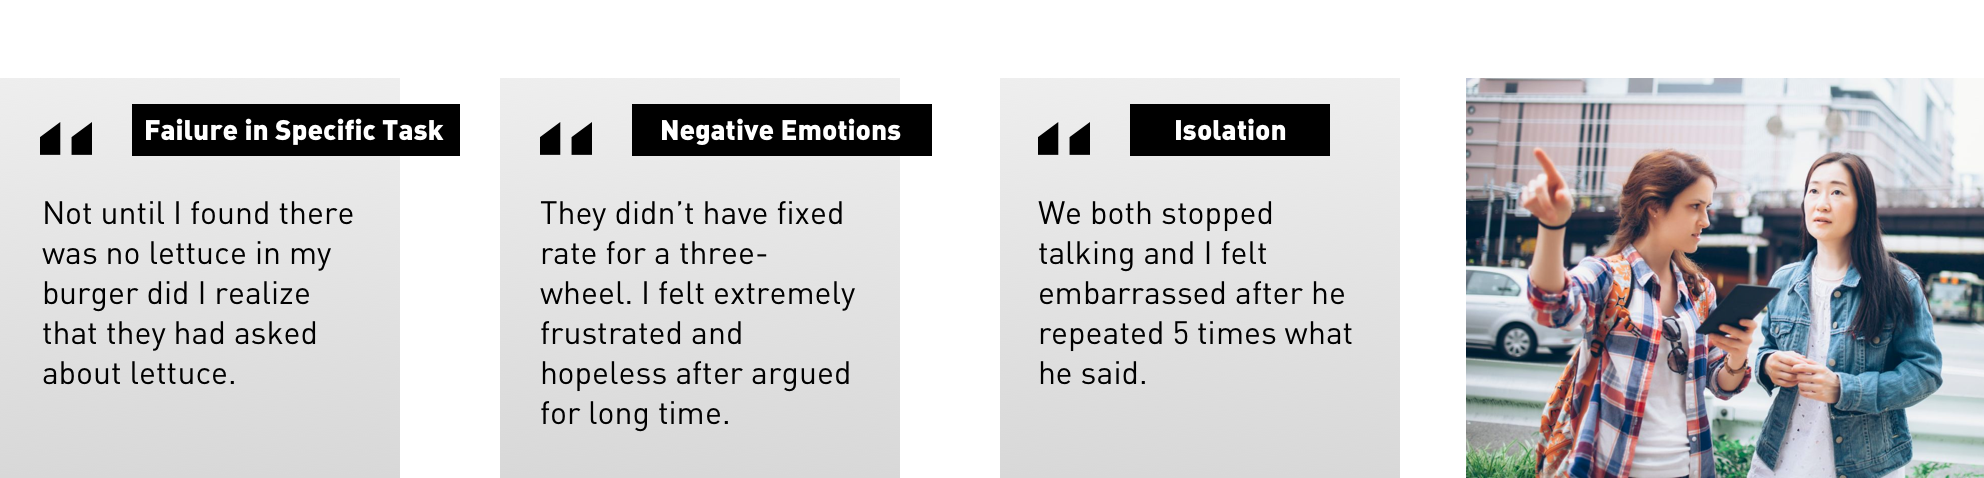 Failure in Specific Task
Not until I found there
was no lettuce in my
burger did I realize
that they had asked
about lettuce.
Negative Emotions
They didn’t have fixed
rate for a three-
wheel. I felt extremely
frustrated and
hopeless after argued
for long time.
Isolation
We both stopped
talking and I felt
embarrassed after he
repeated 5 times what
he said.